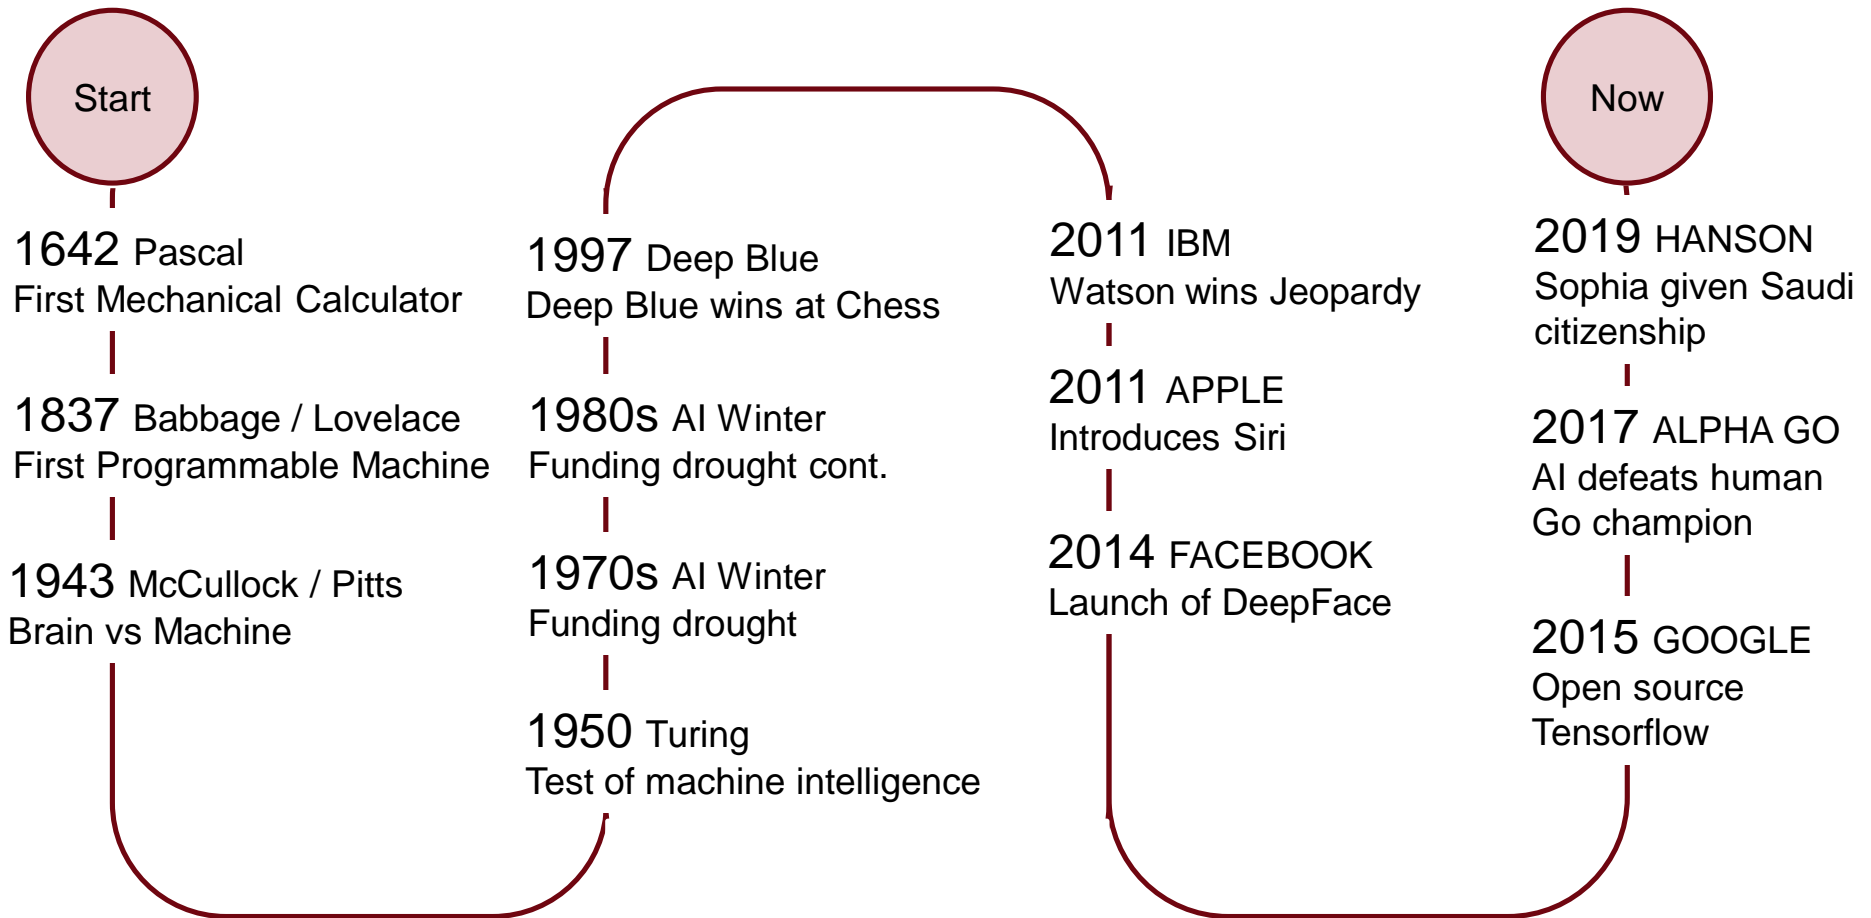 Start
1642 Pascal
First Mechanical Calculator
1837 Babbage / Lovelace
First Programmable Machine
1943 McCullock / Pitts
Brain vs Machine
1997 Deep Blue
Deep Blue wins at Chess
1980s AI Winter
Funding drought cont.
1970s AI Winter
Funding drought
1950 Turing
Test of machine intelligence
2011 IBM
Watson wins Jeopardy
2011 APPLE
Introduces Siri
2014 FACEBOOK
Launch of DeepFace
Now
2019 HANSON
Sophia given Saudi
citizenship
2017 ALPHA GO
AI defeats human
Go champion
2015 GOOGLE
Open source
Tensorflow